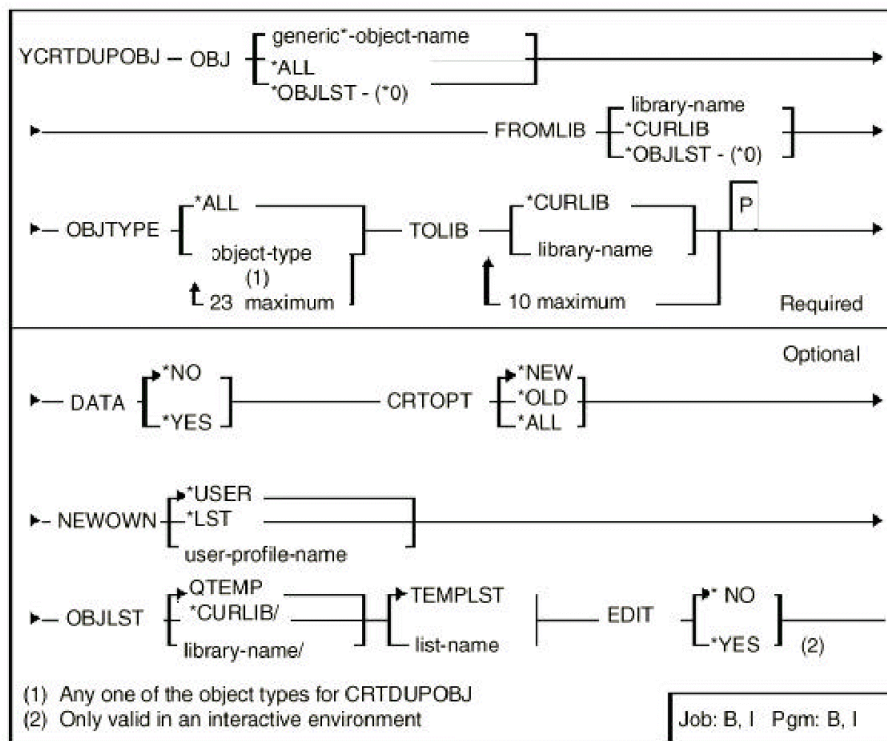 generic*-object-name
YCRTDUPOBJ OBJ
*ALL
*OBJLST - (*0)
library-name
FROMLIB *CURLIB
*OBJLST - (*0)
*ALL *CURLIB P
OBJTYPE TOLIB
object-type library-name
(1)
23 maximum 10 maximum Required
Optional
*NO *NEW
DATA CRTOPT *OLD
*YES *ALL
*USER
NEWOWN *LST
user-profile-name
QTEMP TEMPLST * NO
OBJLST *CURLIB/ EDIT
library-name/ list-name *YES (2)
(1) Any one of the object types for CRTDUPOBJ
(2) Only valid in an interactive environment Job: B, I Pgm: B, I